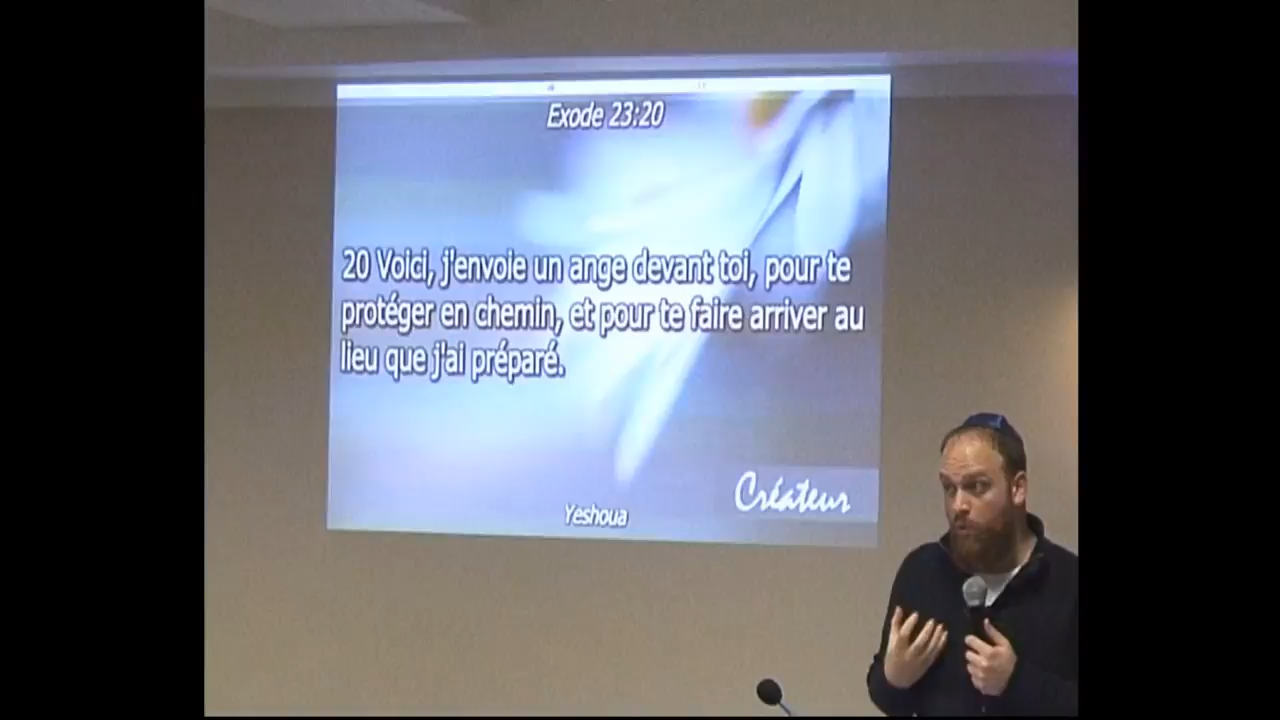 Exode 23:20
20 Voici, j'envoie un ange devant toi, pour te
protéger en chemin, et pour te faire arriver au
lieu que j'ai préparé.
Créateur
Yeshoua